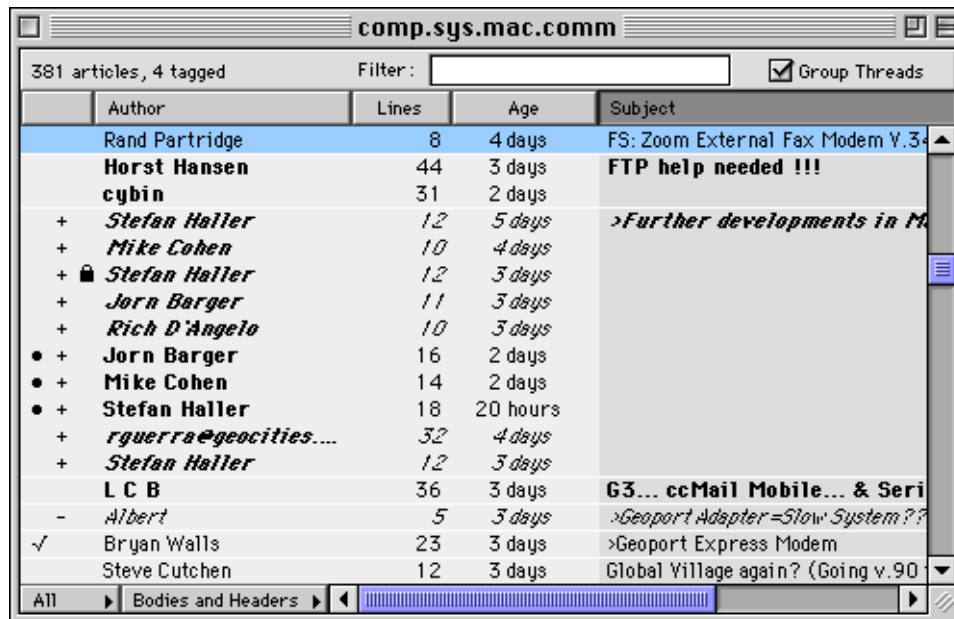 comp.sys.mac.comm
381 articles, 4 tagged Filter: Group Threads
Author Lines Age Subject
Rand Partridge 8 4 days FS: Zoom External Fax Modem V.34
Horst Hansen 44 3 days FTP help needed !!!
cybin 31 2 days
+ Stefan Haller 12 5 days >Further developments in M
+ Mike Cohen 10 4 days
+ Stefan Haller 12 3 days
+ Jorn Barger 11 3 days
+ Rich D'Angelo 10 3 days
• + Jorn Barger 16 2 days
• + Mike Cohen 14 2 days
• + Stefan Haller 18 20 hours
+ rguerra@geocities.... 32 4 days
+ Stefan Haller 12 3 days
L C B 36 3 days G3... ccMail Mobile... & Seri
- Albert 5 3 days >Geoport Adapter=Slow System??
√ Bryan Walls 23 3 days >Geoport Express Modem
Steve Cutchen 12 3 days Global Village again? (Going v.90
All Bodies and Headers